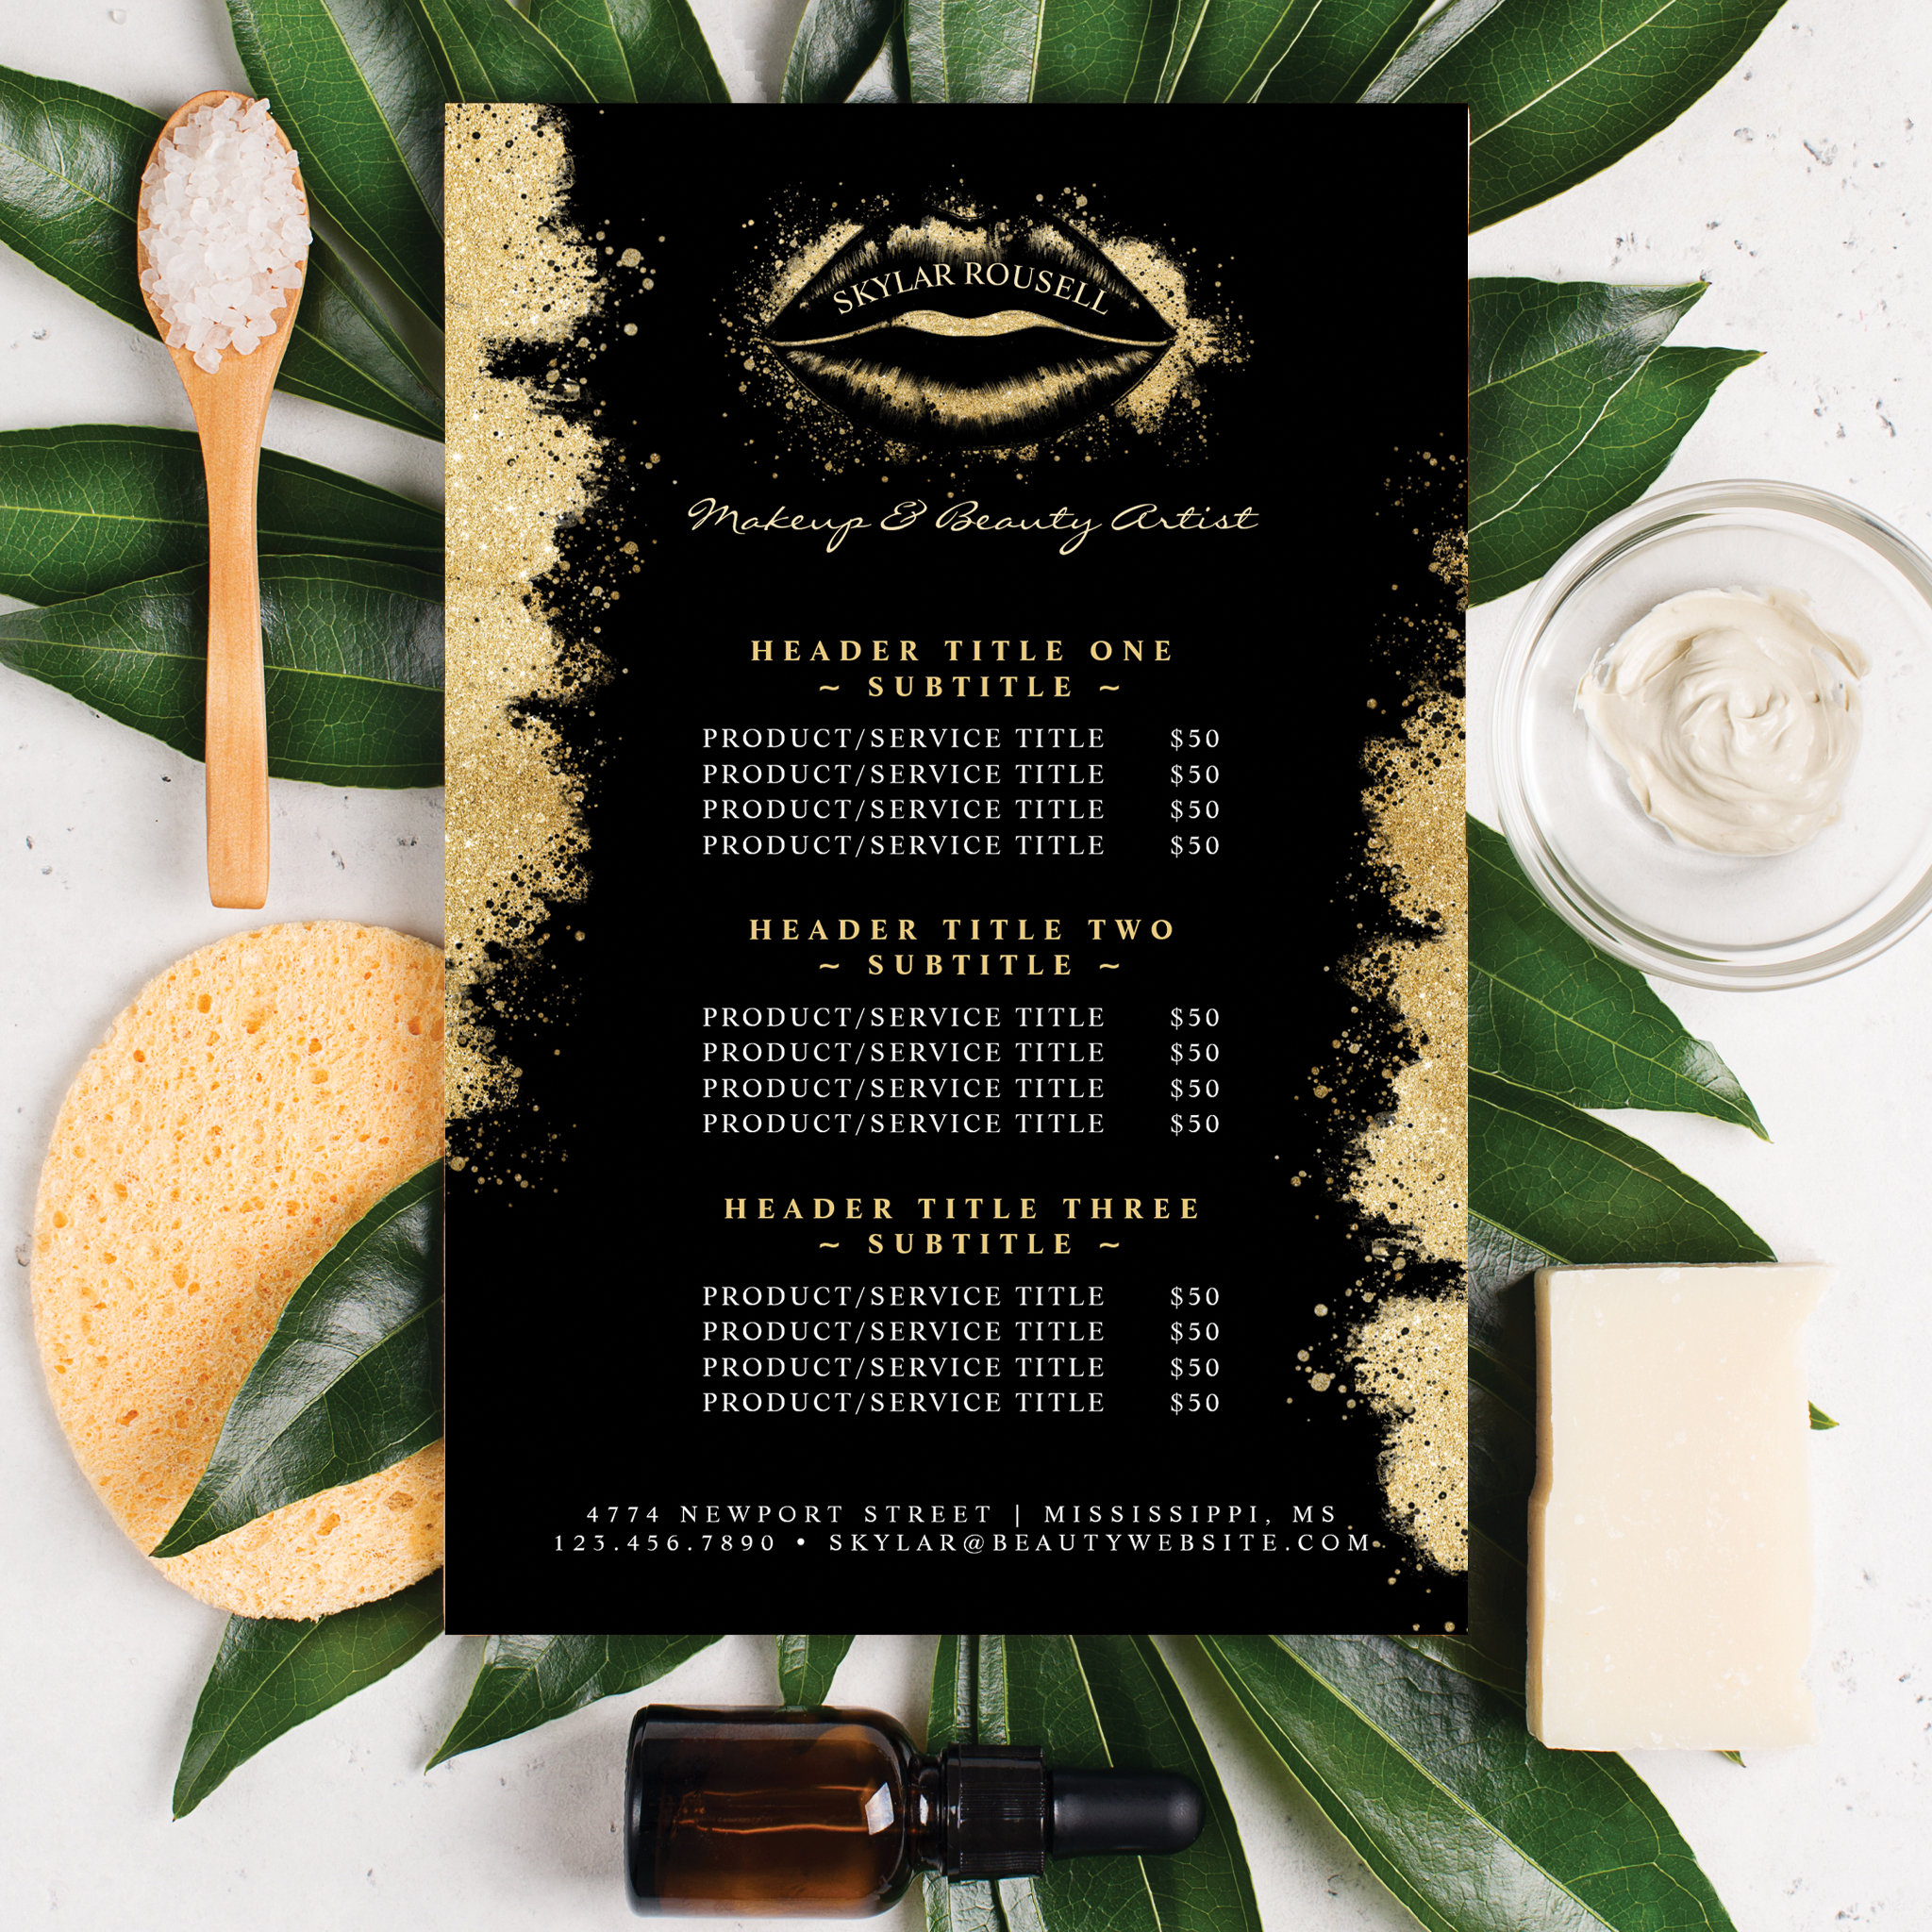 SKYLAR ROUSELL
Makeup & Beauty Artist
HEADER TITLE ONE
~ SUBTITLE ~
PRODUCT/SERVICE TITLE $50
PRODUCT/SERVICE TITLE $50
PRODUCT/SERVICE TITLE $50
PRODUCT/SERVICE TITLE $50
HEADER TITLE TWO
~ SUBTITLE ~
PRODUCT/SERVICE TITLE $50
PRODUCT/SERVICE TITLE $50
PRODUCT/SERVICE TITLE $50
PRODUCT/SERVICE TITLE $50
HEADER TITLE THREE
~ SUBTITLE ~
PRODUCT/SERVICE TITLE $50
PRODUCT/SERVICE TITLE $50
PRODUCT/SERVICE TITLE $50
PRODUCT/SERVICE TITLE $50
4774 NEWPORT STREET | MISSISSIPPI, MS
123.456.7890 • SKYLAR@BEAUTYWEBSITE.COM